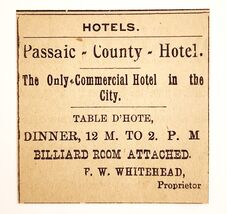 HOTELS.
Passaic - County - Hotel.
The Only Commercial Hotel in the
City.
TABLE D'HOTE,
DINNER, 12 M. TO 2. P. M
BILLIARD ROOM ATTACHED.
F. W. WHITEHEAD,
Proprietor